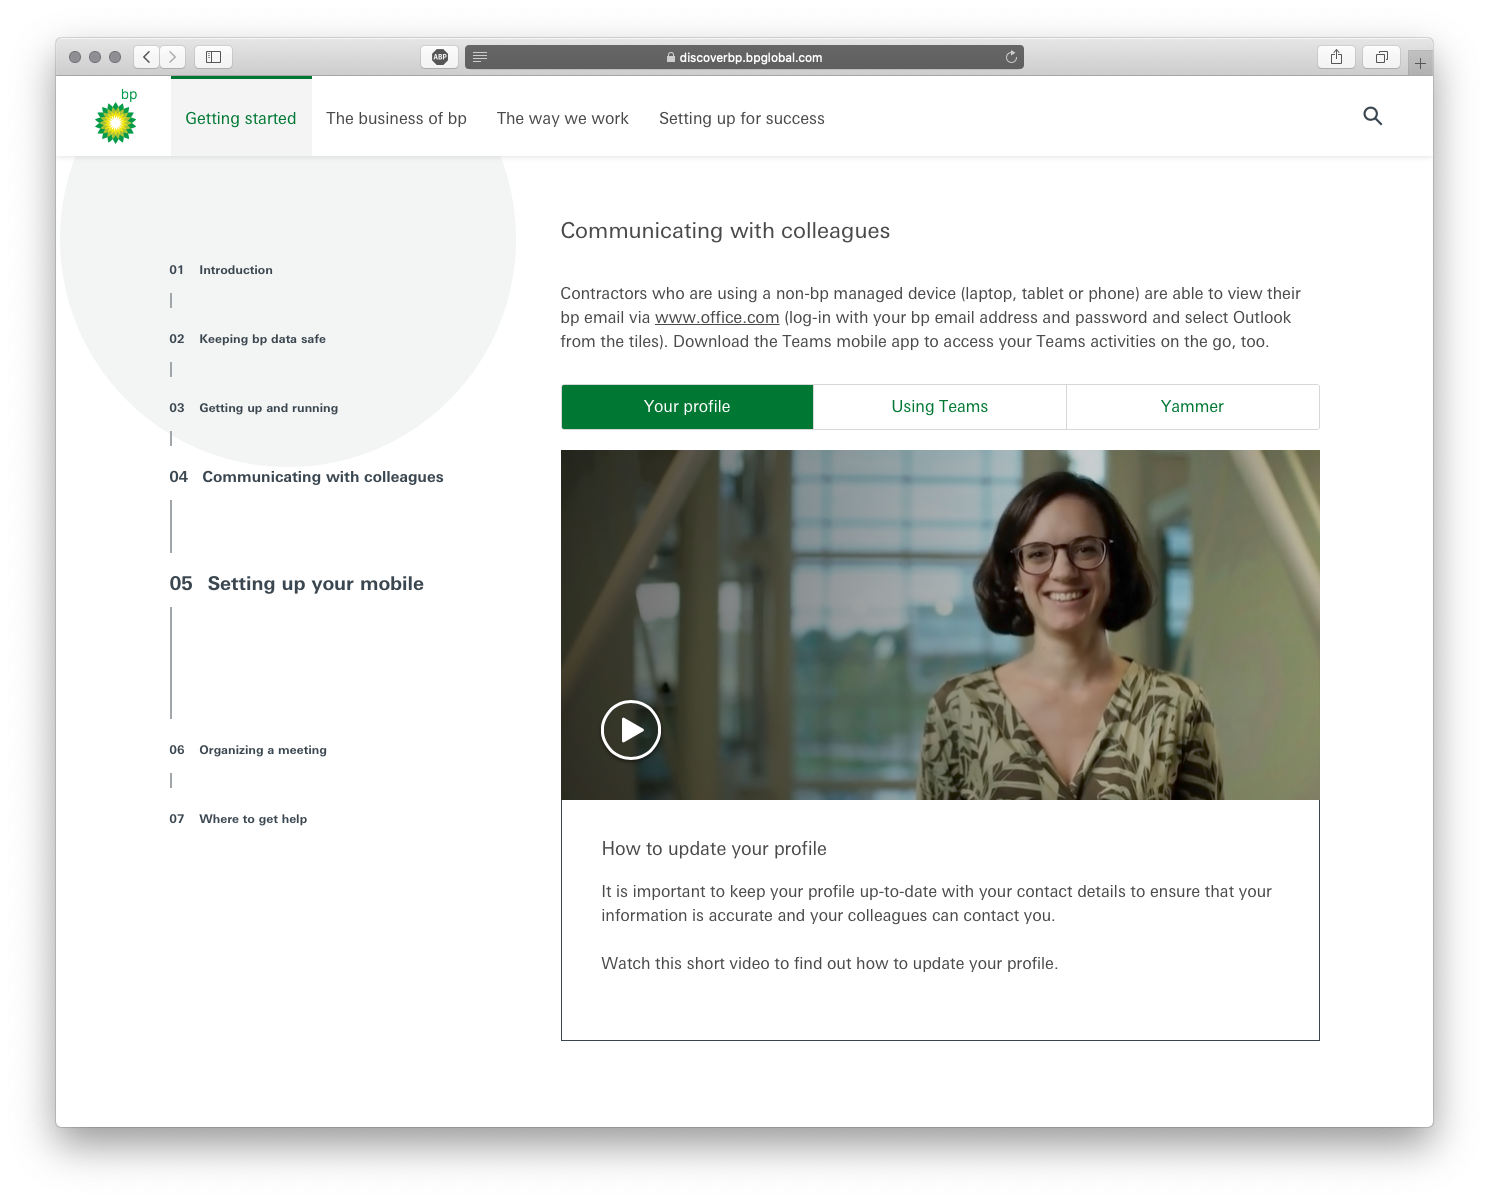 ABP
discoverbp.bpglobal.com
bp
Getting started
The business of bp
The way we work
Setting up for success
01 Introduction
02 Keeping bp data safe
03 Getting up and running
04 Communicating with colleagues
05 Setting up your mobile
06 Organizing a meeting
07 Where to get help
Communicating with colleagues
Contractors who are using a non-bp managed device (laptop, tablet or phone) are able to view their
bp email via www.office.com (log-in with your bp email address and password and select Outlook
from the tiles). Download the Teams mobile app to access your Teams activities on the go, too.
Your profile
Using Teams
Yammer
How to update your profile
It is important to keep your profile up-to-date with your contact details to ensure that your
information is accurate and your colleagues can contact you.
Watch this short video to find out how to update your profile.